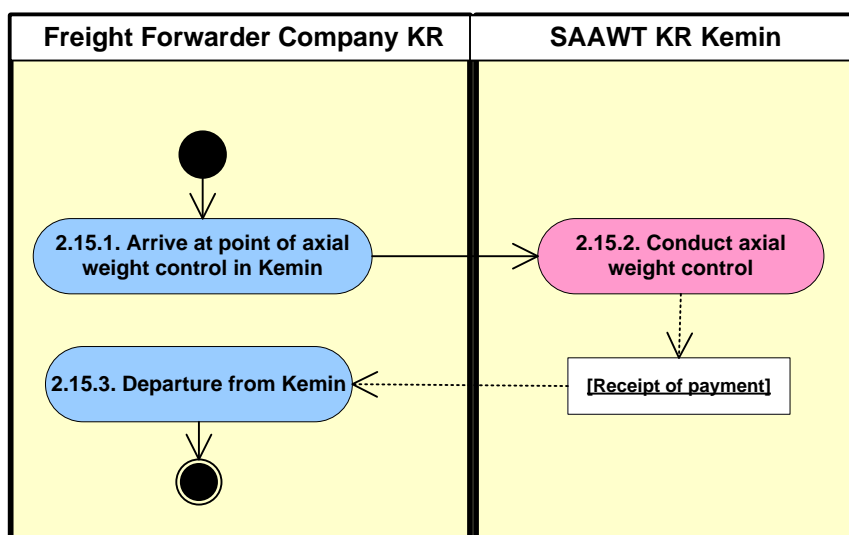 Freight Forwarder Company KR
SAAWT KR Kemin
2.15.1. Arrive at point of axial
weight control in Kemin
2.15.2. Conduct axial
weight control
2.15.3. Departure from Kemin
[Receipt of payment]